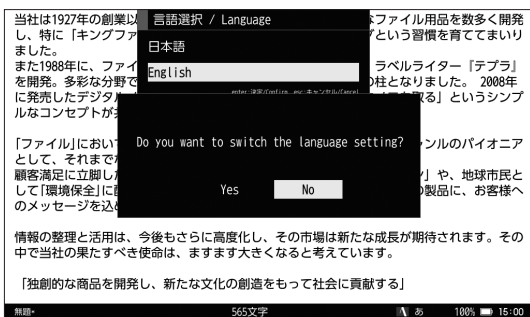 当社は1927年の創業以
なファイル用品を数多く開発
し、特に「キングファ
グという習慣を育ててまいり
ました。
また1988年に、ファイ
ラベルライター『テプラ』
を開発。多彩な分野で
の柱となりました。 2008年
に発売したデジタル
取る」というシンプ
ルなコンセプトが
言語選択 / Language
日本語
English
enter:決定/Confirm esc:キャンセル/Cancel
Do you want to switch the language setting?
Yes
No
「ファイル」におい
ンルのパイオニア
として、それまで
顧客満足に立脚し
」や、地球市民と
して「環境保全」に
の製品に、お客様へ
のメッセージを込
情報の整理と活用は、今後もさらに高度化し、その市場は新たな成長が期待されます。その
中で当社の果たすべき使命は、ますます大きくなると考えています。
「独創的な商品を開発し、新たな文化の創造をもって社会に貢献する」
無題*
565文字
あ
100%
15:00